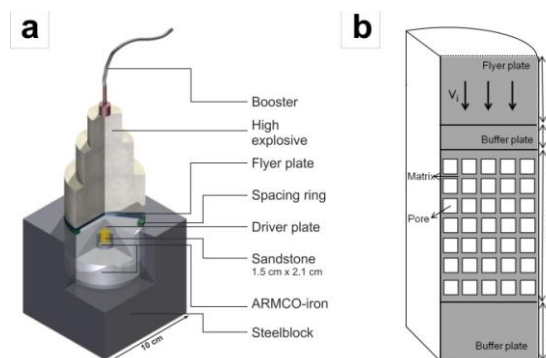 a
Booster
High
explosive
Flyer plate
Spacing ring
Driver plate
Sandstone
1.5 cm x 2.1 cm
ARMCO-iron
Steelblock
10 cm
b
Flyer plate
Vi
Buffer plate
Matrix
Pore
Buffer plate